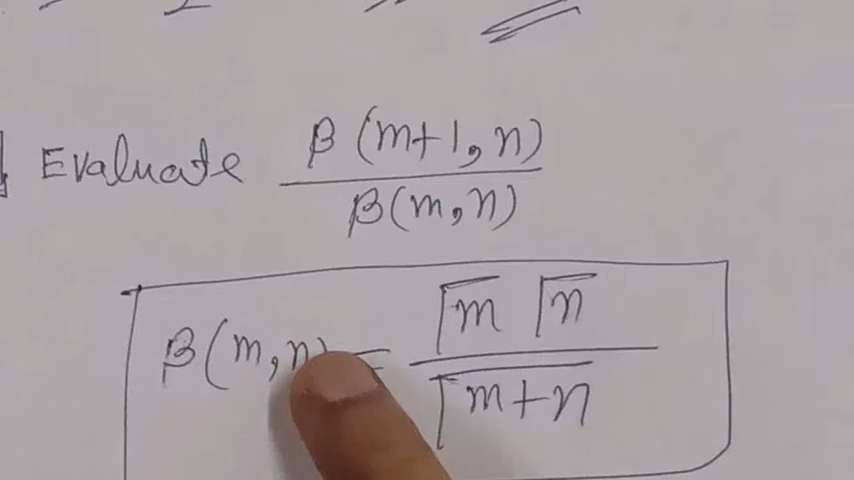 Evaluate β(m+1,n) / β(m,n)
β(m,n) = Γm Γn / Γm+n